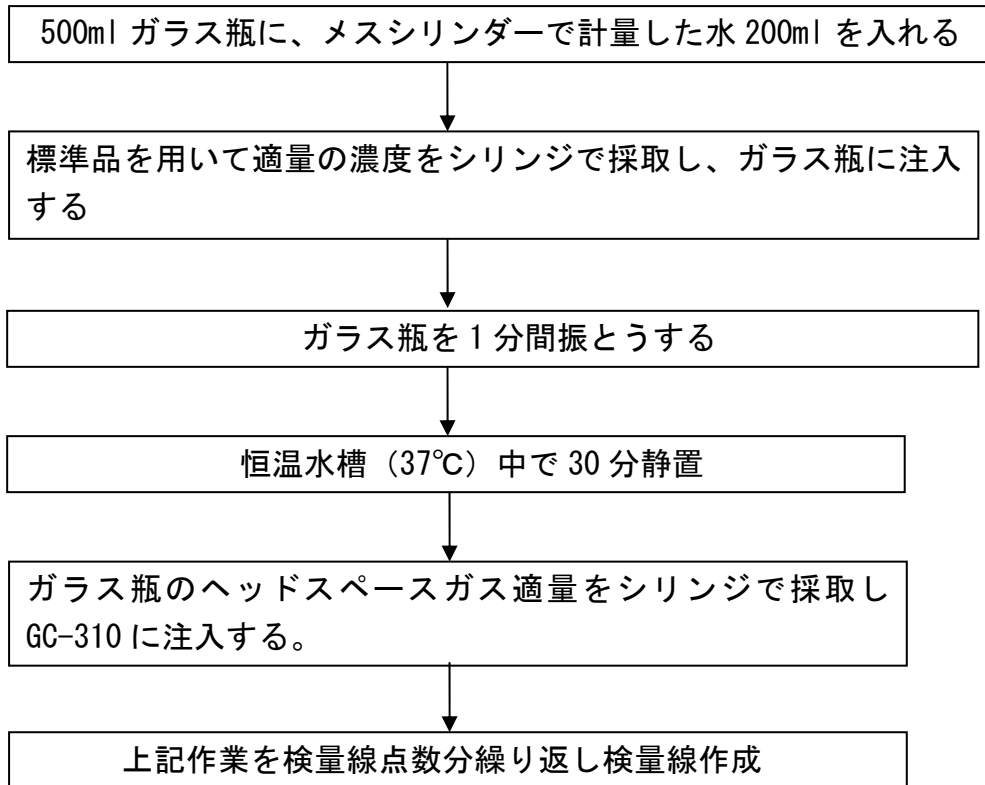 500ml ガラス瓶に、メスシリンダーで計量した水 200ml を入れる
標準品を用いて適量の濃度をシリンジで採取し、ガラス瓶に注入
する
ガラス瓶を1分間振とうする
恒温水槽（37℃）中で 30 分静置
ガラス瓶のヘッドスペースガス適量をシリンジで採取し
GC-310 に注入する。
上記作業を検量線点数分繰り返し検量線作成